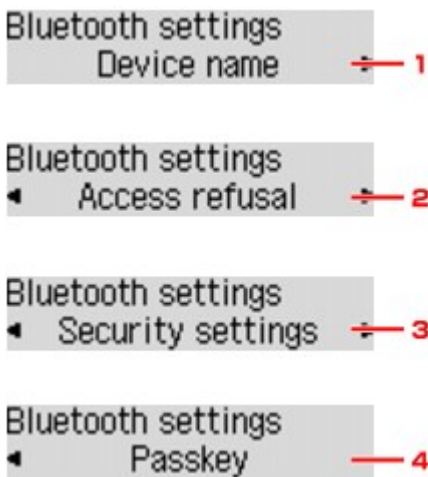 Bluetooth settings
Device name
1
Bluetooth settings
Access refusal
2
Bluetooth settings
Security settings
3
Bluetooth settings
Passkey
4